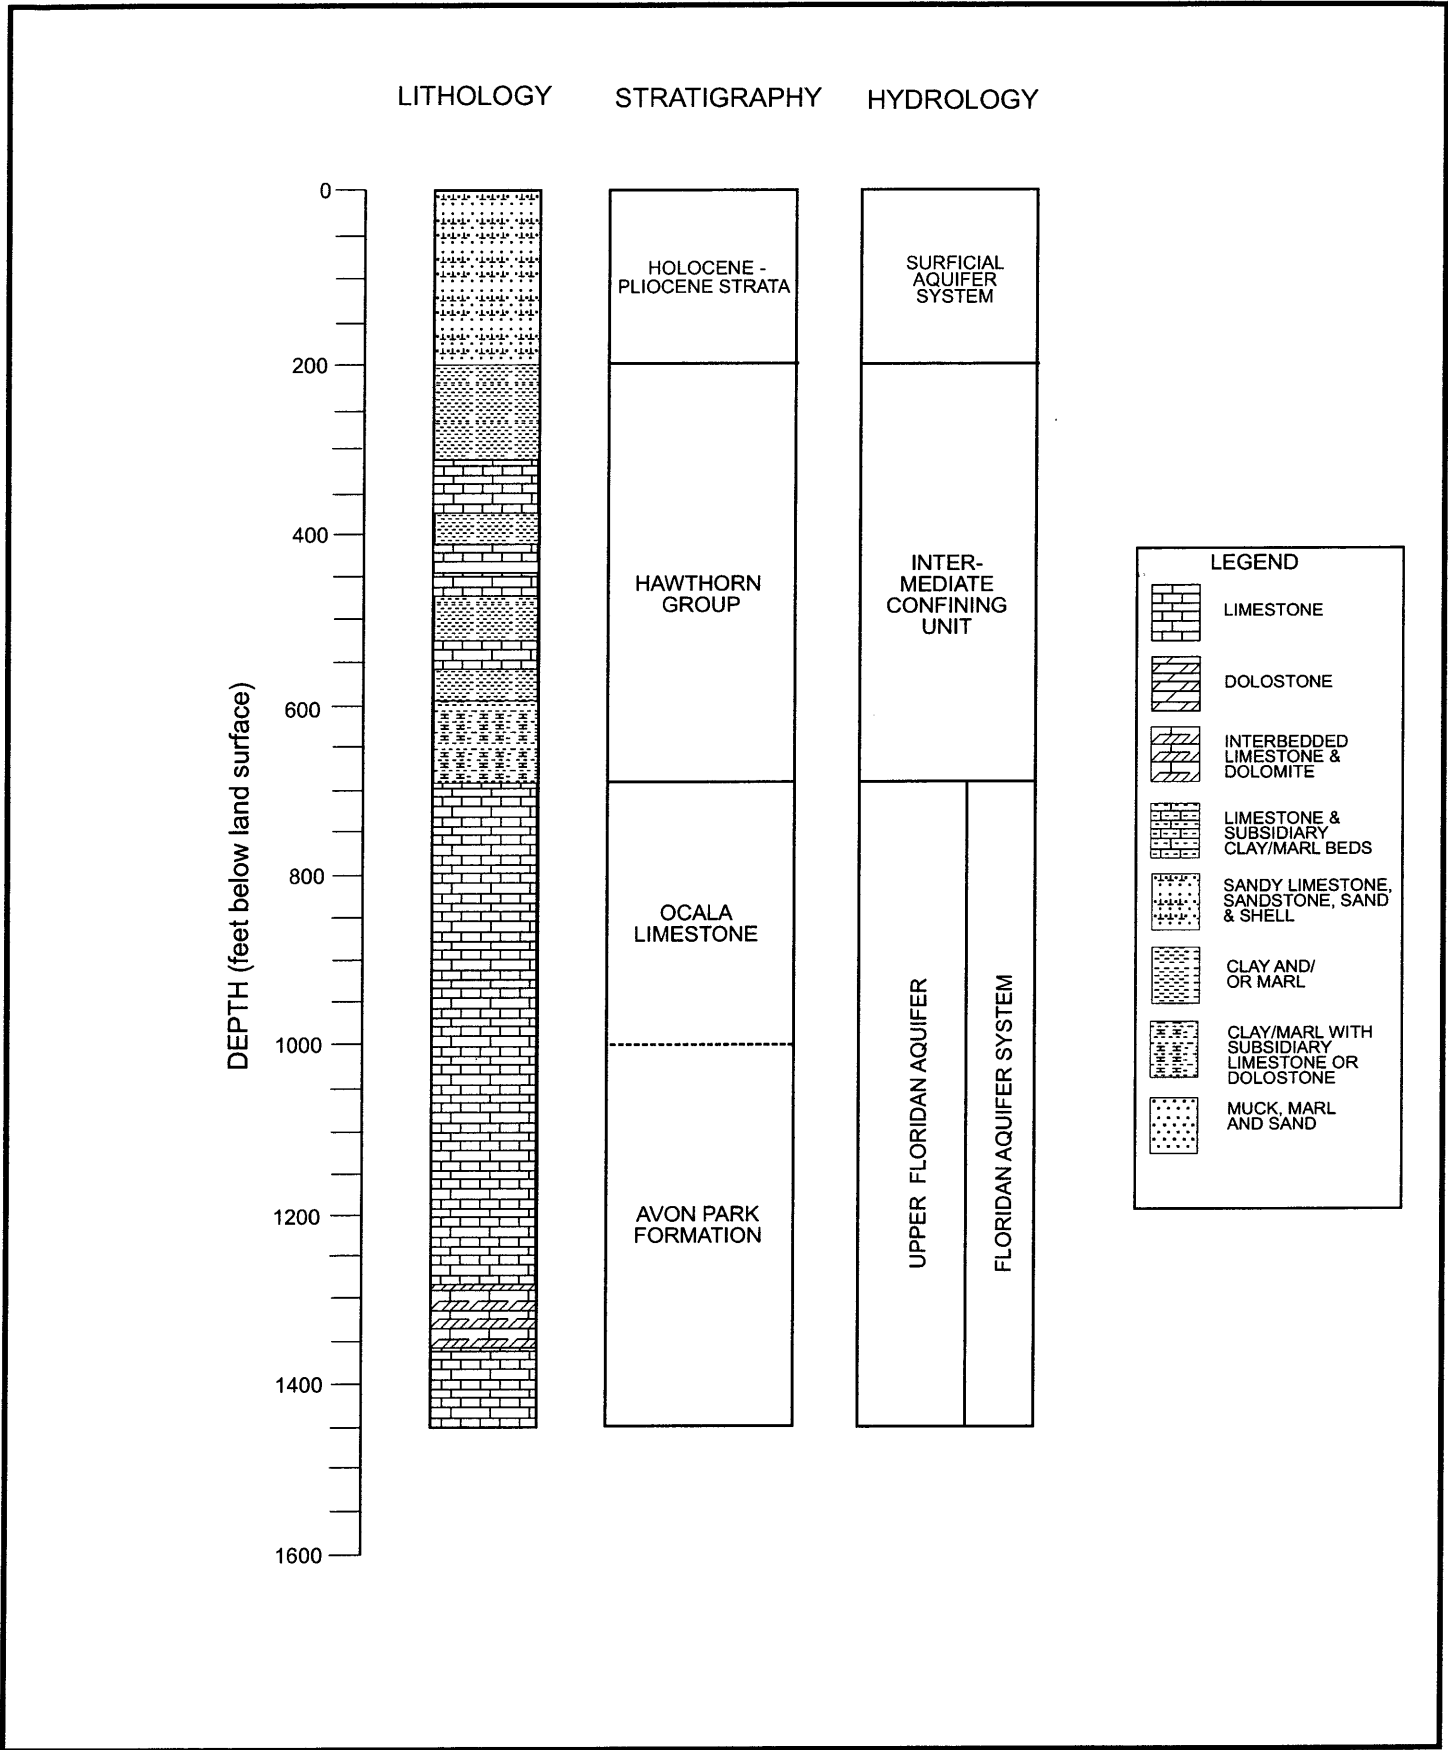 LITHOLOGY
STRATIGRAPHY
HYDROLOGY
DEPTH (feet below land surface)
0
200
400
600
800
1000
1200
1400
1600
HOLOCENE -
PLIOCENE STRATA
HAWTHORN
GROUP
OCALA
LIMESTONE
AVON PARK
FORMATION
SURFICIAL
AQUIFER
SYSTEM
INTER-
MEDIATE
CONFINING
UNIT
UPPER FLORIDAN AQUIFER
FLORIDAN AQUIFER SYSTEM
LEGEND
LIMESTONE
DOLOSTONE
INTERBEDDED
LIMESTONE &
DOLOMITE
LIMESTONE &
SUBSIDIARY
CLAY/MARL BEDS
SANDY LIMESTONE,
SANDSTONE, SAND
& SHELL
CLAY AND/
OR MARL
CLAY/MARL WITH
SUBSIDIARY
LIMESTONE OR
DOLOSTONE
MUCK, MARL
AND SAND